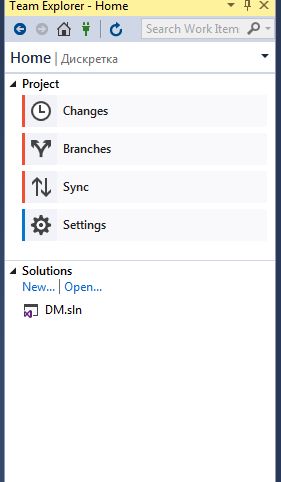 Team Explorer - Home
Search Work Item
Home | Дискретка
Project
Changes
Branches
Sync
Settings
Solutions
New... | Open...
DM.sln